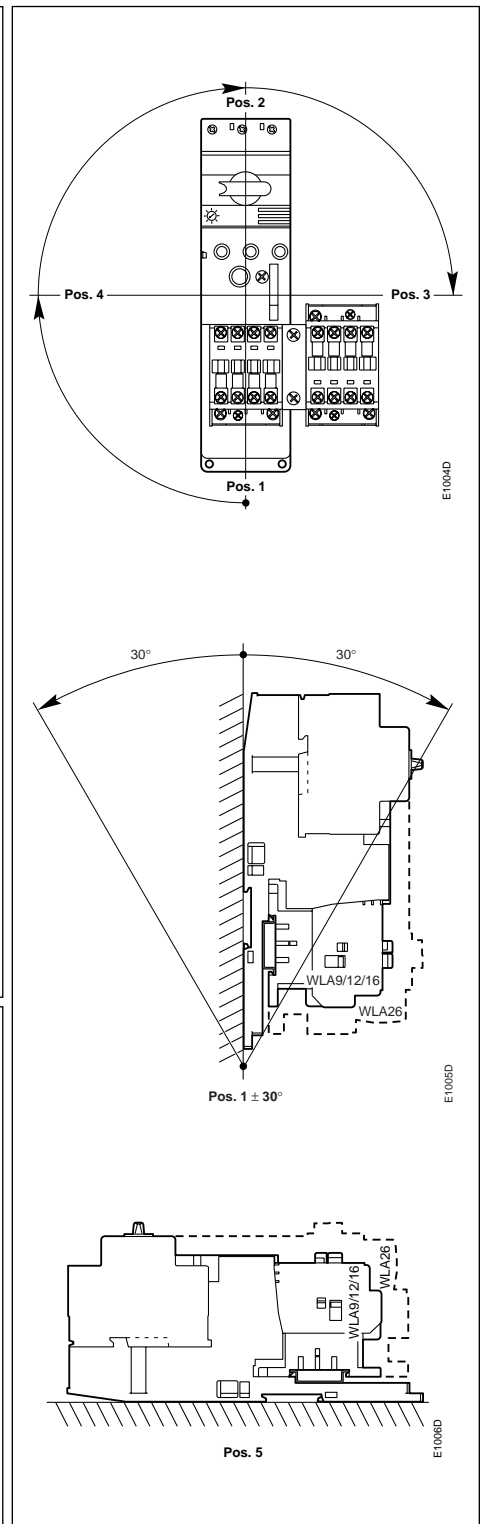 Pos. 2
Pos. 4
Pos. 3
Pos. 1
E1004D
30°
30°
WLA9/12/16
WLA26
Pos. 1 ± 30°
E1005D
WLA9/12/16
WLA26
Pos. 5
E1006D